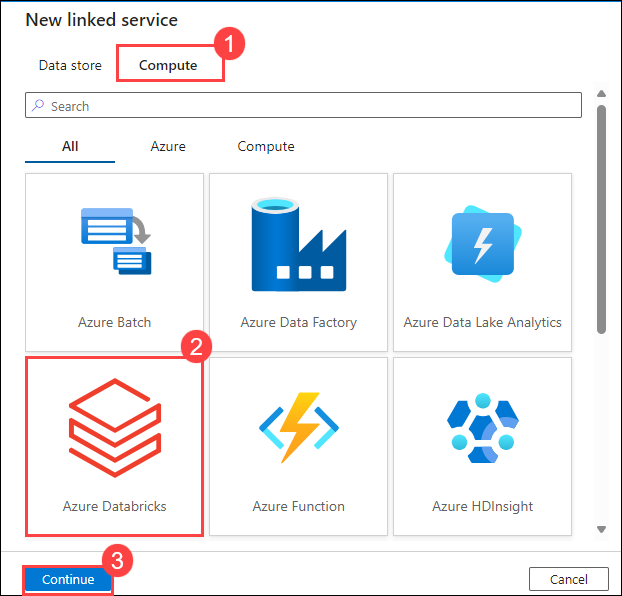 New linked service
1
Data store Compute
Search
All Azure Compute
Azure Batch Azure Data Factory Azure Data Lake Analytics
2
Azure Databricks Azure Function Azure HDInsight
3
Continue Cancel